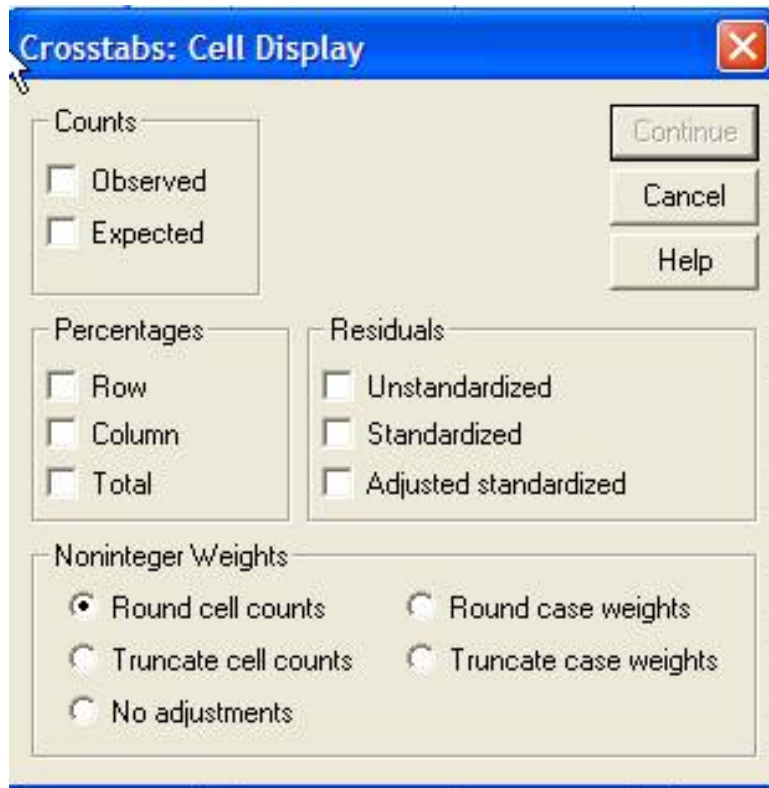 Crosstabs: Cell Display
Counts
Observed
Expected
Continue
Cancel
Help
Percentages
Row
Column
Total
Residuals
Unstandardized
Standardized
Adjusted standardized
Noninteger Weights
Round cell counts
Round case weights
Truncate cell counts
Truncate case weights
No adjustments